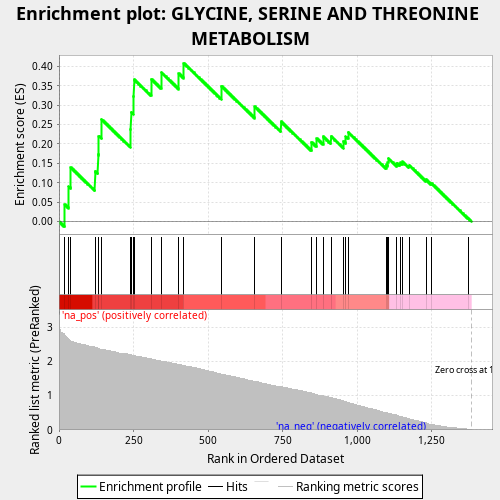 Enrichment plot: GLYCINE, SERINE AND THREONINE
METABOLISM
Enrichment score (ES)
0.40
0.35
0.30
0.25
0.20
0.15
0.10
0.05
0.00
'na_pos' (positively correlated)
Ranked list metric (PreRanked)
3
2
1
0
Zero cross at 1
'na_neg' (negatively correlated)
0 250 500 750 1,000 1,250
Rank in Ordered Dataset
Enrichment profile Hits Ranking metric scores